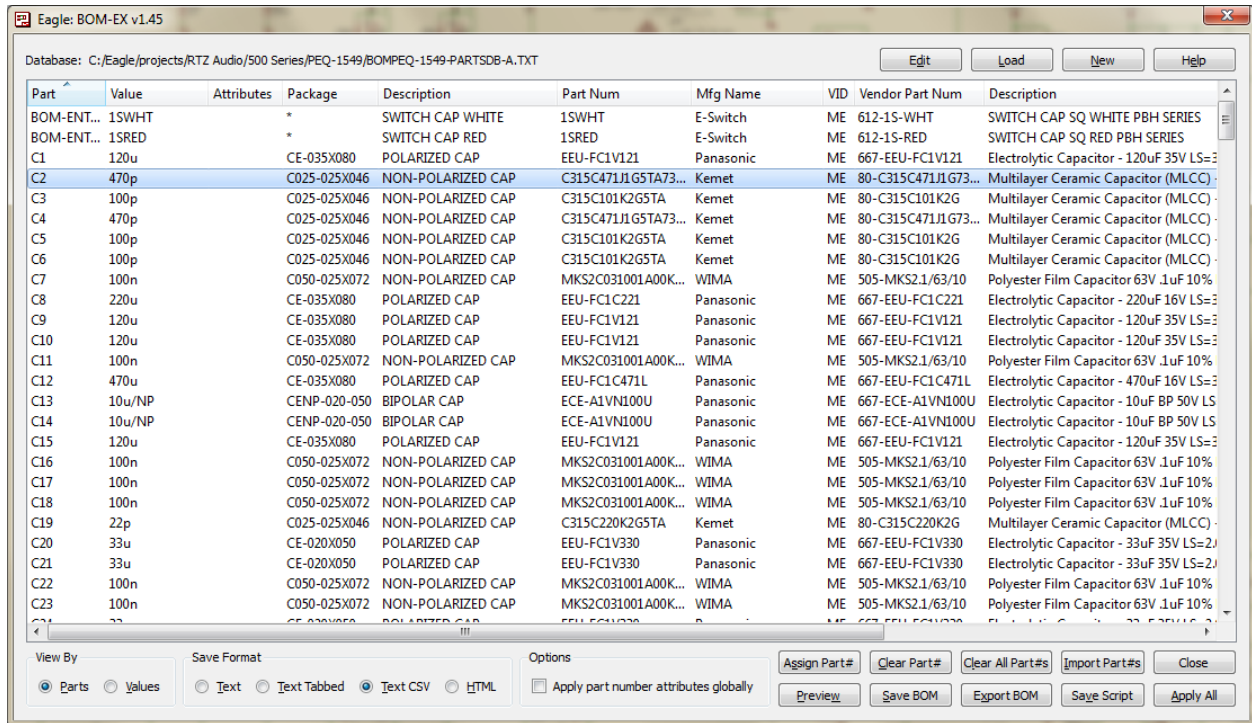 Eagle: BOM-EX v1.45
Database: C:/Eagle/projects/RTZ Audio/500 Series/PEQ-1549/BOMPEQ-1549-PARTSDB-A.TXT Edit Load New Help
Part Value Attributes Package Description Part Num Mfg Name VID Vendor Part Num Description
BOM-ENT... 1SWHT * SWITCH CAP WHITE 1SWHT E-Switch ME 612-1S-WHT SWITCH CAP SQ WHITE PBH SERIES
BOM-ENT... 1SRED * SWITCH CAP RED 1SRED E-Switch ME 612-1S-RED SWITCH CAP SQ RED PBH SERIES
C1 120u CE-035X080 POLARIZED CAP EEU-FC1V121 Panasonic ME 667-EEU-FC1V121 Electrolytic Capacitor - 120uF 35V LS=3
C2 470p C025-025X046 NON-POLARIZED CAP C315C471J1G5TA73... Kemet ME 80-C315C471J1G73... Multilayer Ceramic Capacitor (MLCC) -
C3 100p C025-025X046 NON-POLARIZED CAP C315C101K2G5TA Kemet ME 80-C315C101K2G Multilayer Ceramic Capacitor (MLCC) -
C4 470p C025-025X046 NON-POLARIZED CAP C315C471J1G5TA73... Kemet ME 80-C315C471J1G73... Multilayer Ceramic Capacitor (MLCC) -
C5 100p C025-025X046 NON-POLARIZED CAP C315C101K2G5TA Kemet ME 80-C315C101K2G Multilayer Ceramic Capacitor (MLCC) -
C6 100p C025-025X046 NON-POLARIZED CAP C315C101K2G5TA Kemet ME 80-C315C101K2G Multilayer Ceramic Capacitor (MLCC) -
C7 100n C050-025X072 NON-POLARIZED CAP MKS2C031001A00K... WIMA ME 505-MKS2.1/63/10 Polyester Film Capacitor 63V .1uF 10%
C8 220u CE-035X080 POLARIZED CAP EEU-FC1C221 Panasonic ME 667-EEU-FC1C221 Electrolytic Capacitor - 220uF 16V LS=3
C9 120u CE-035X080 POLARIZED CAP EEU-FC1V121 Panasonic ME 667-EEU-FC1V121 Electrolytic Capacitor - 120uF 35V LS=3
C10 120u CE-035X080 POLARIZED CAP EEU-FC1V121 Panasonic ME 667-EEU-FC1V121 Electrolytic Capacitor - 120uF 35V LS=3
C11 100n C050-025X072 NON-POLARIZED CAP MKS2C031001A00K... WIMA ME 505-MKS2.1/63/10 Polyester Film Capacitor 63V .1uF 10%
C12 470u CE-035X080 POLARIZED CAP EEU-FC1C471L Panasonic ME 667-EEU-FC1C471L Electrolytic Capacitor - 470uF 16V LS=3
C13 10u/NP CENP-020-050 BIPOLAR CAP ECE-A1VN100U Panasonic ME 667-ECE-A1VN100U Electrolytic Capacitor - 10uF BP 50V LS
C14 10u/NP CENP-020-050 BIPOLAR CAP ECE-A1VN100U Panasonic ME 667-ECE-A1VN100U Electrolytic Capacitor - 10uF BP 50V LS
C15 120u CE-035X080 POLARIZED CAP EEU-FC1V121 Panasonic ME 667-EEU-FC1V121 Electrolytic Capacitor - 120uF 35V LS=3
C16 100n C050-025X072 NON-POLARIZED CAP MKS2C031001A00K... WIMA ME 505-MKS2.1/63/10 Polyester Film Capacitor 63V .1uF 10%
C17 100n C050-025X072 NON-POLARIZED CAP MKS2C031001A00K... WIMA ME 505-MKS2.1/63/10 Polyester Film Capacitor 63V .1uF 10%
C18 100n C050-025X072 NON-POLARIZED CAP MKS2C031001A00K... WIMA ME 505-MKS2.1/63/10 Polyester Film Capacitor 63V .1uF 10%
C19 22p C025-025X046 NON-POLARIZED CAP C315C220K2G5TA Kemet ME 80-C315C220K2G Multilayer Ceramic Capacitor (MLCC) -
C20 33u CE-020X050 POLARIZED CAP EEU-FC1V330 Panasonic ME 667-EEU-FC1V330 Electrolytic Capacitor - 33uF 35V LS=2.
C21 33u CE-020X050 POLARIZED CAP EEU-FC1V330 Panasonic ME 667-EEU-FC1V330 Electrolytic Capacitor - 33uF 35V LS=2.
C22 100n C050-025X072 NON-POLARIZED CAP MKS2C031001A00K... WIMA ME 505-MKS2.1/63/10 Polyester Film Capacitor 63V .1uF 10%
C23 100n C050-025X072 NON-POLARIZED CAP MKS2C031001A00K... WIMA ME 505-MKS2.1/63/10 Polyester Film Capacitor 63V .1uF 10%
View By Save Format Options
Parts Values Text Text Tabbed Text CSV HTML Apply part number attributes globally
Assign Part# Clear Part# Clear All Part#s Import Part#s Close
Preview Save BOM Export BOM Save Script Apply All